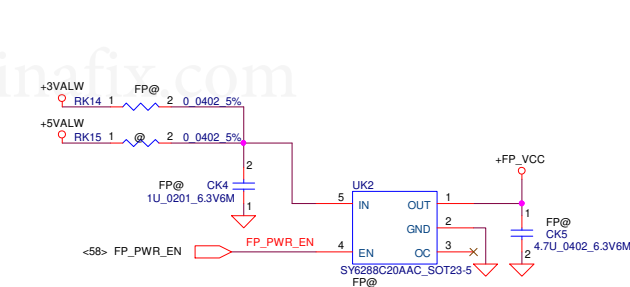 inafix.com
+3VALW
FP@
RK14 1 2 0_0402_5%
+5VALW
RK15 1 @ 2 0_0402_5%
+FP_VCC
2
FP@ CK4
1U_0201_6.3V6M
1
UK2
5 IN OUT 1
GND 2
<58> FP_PWR_EN FP_PWR_EN 4 EN OC 3
SY6288C20AAC_SOT23-5
FP@
1
FP@
CK5
4.7U_0402_6.3V6M
2